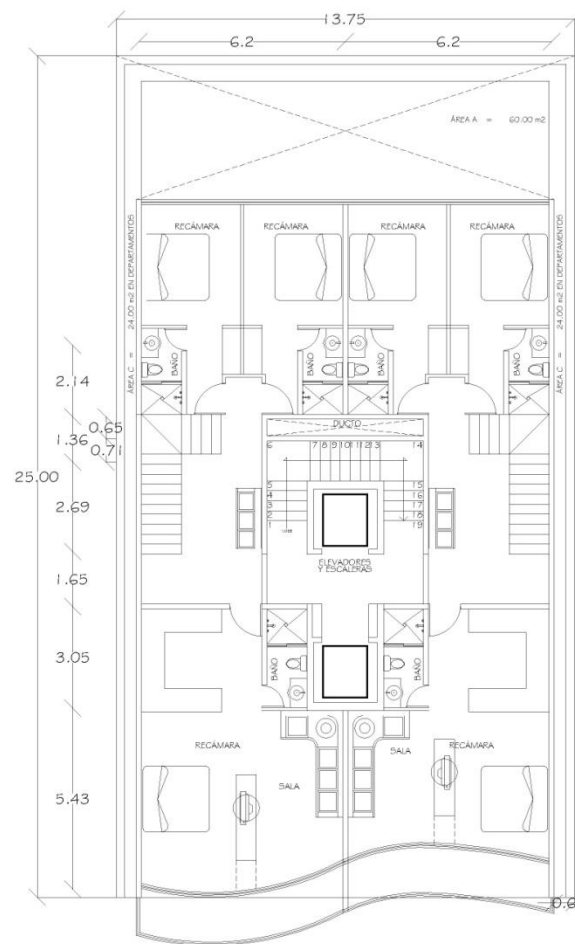 13.75
6.2 6.2
ÁREA A = 60.00 m2
ÁREA C = 24.00 m2 EN DEPARTAMENTOS
RECÁMARA RECÁMARA RECÁMARA RECÁMARA
ÁREA C = 24.00 m2 EN DEPARTAMENTOS
BAÑO BAÑO BAÑO BAÑO
2.14
0.65
1.36
0.71
DUCTO
6 7 8 9 10 11 12 13 14
25.00
2.69
5 15
4 16
3 17
2 18
1 19
ELEVADORES
Y ESCALERAS
1.65
3.05
BAÑO BAÑO
RECÁMARA SALA RECÁMARA
SALA
5.43